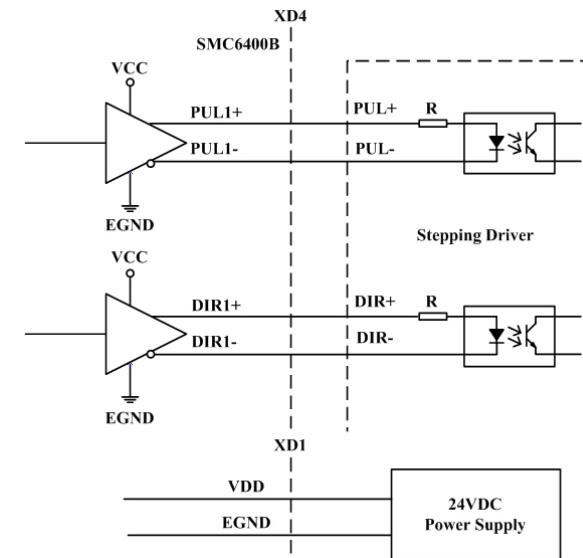 XD4
SMC6400B
VCC
PUL1+ PUL+ R
PUL1- PUL-
EGND
Stepping Driver
VCC
DIR1+ DIR+ R
DIR1- DIR-
EGND
XD1
VDD
EGND
24VDC
Power Supply